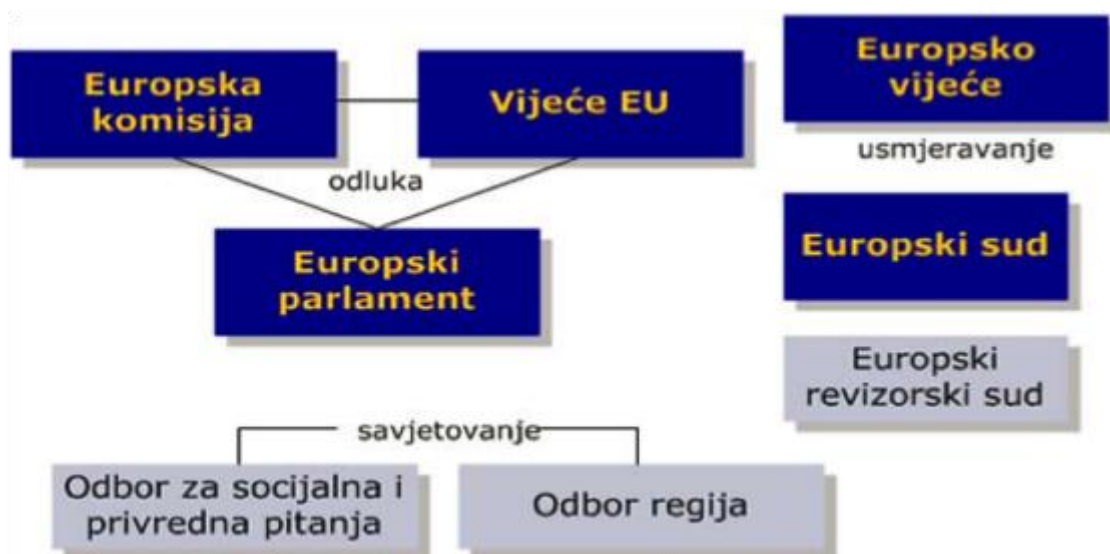 Europska
komisija
Vijeće EU
odluka
Europski
parlament
Europsko
vijeće
usmjeravanje
Europski sud
Europski
revizorski sud
savjetovanje
Odbor za socijalna i
privredna pitanja
Odbor regija